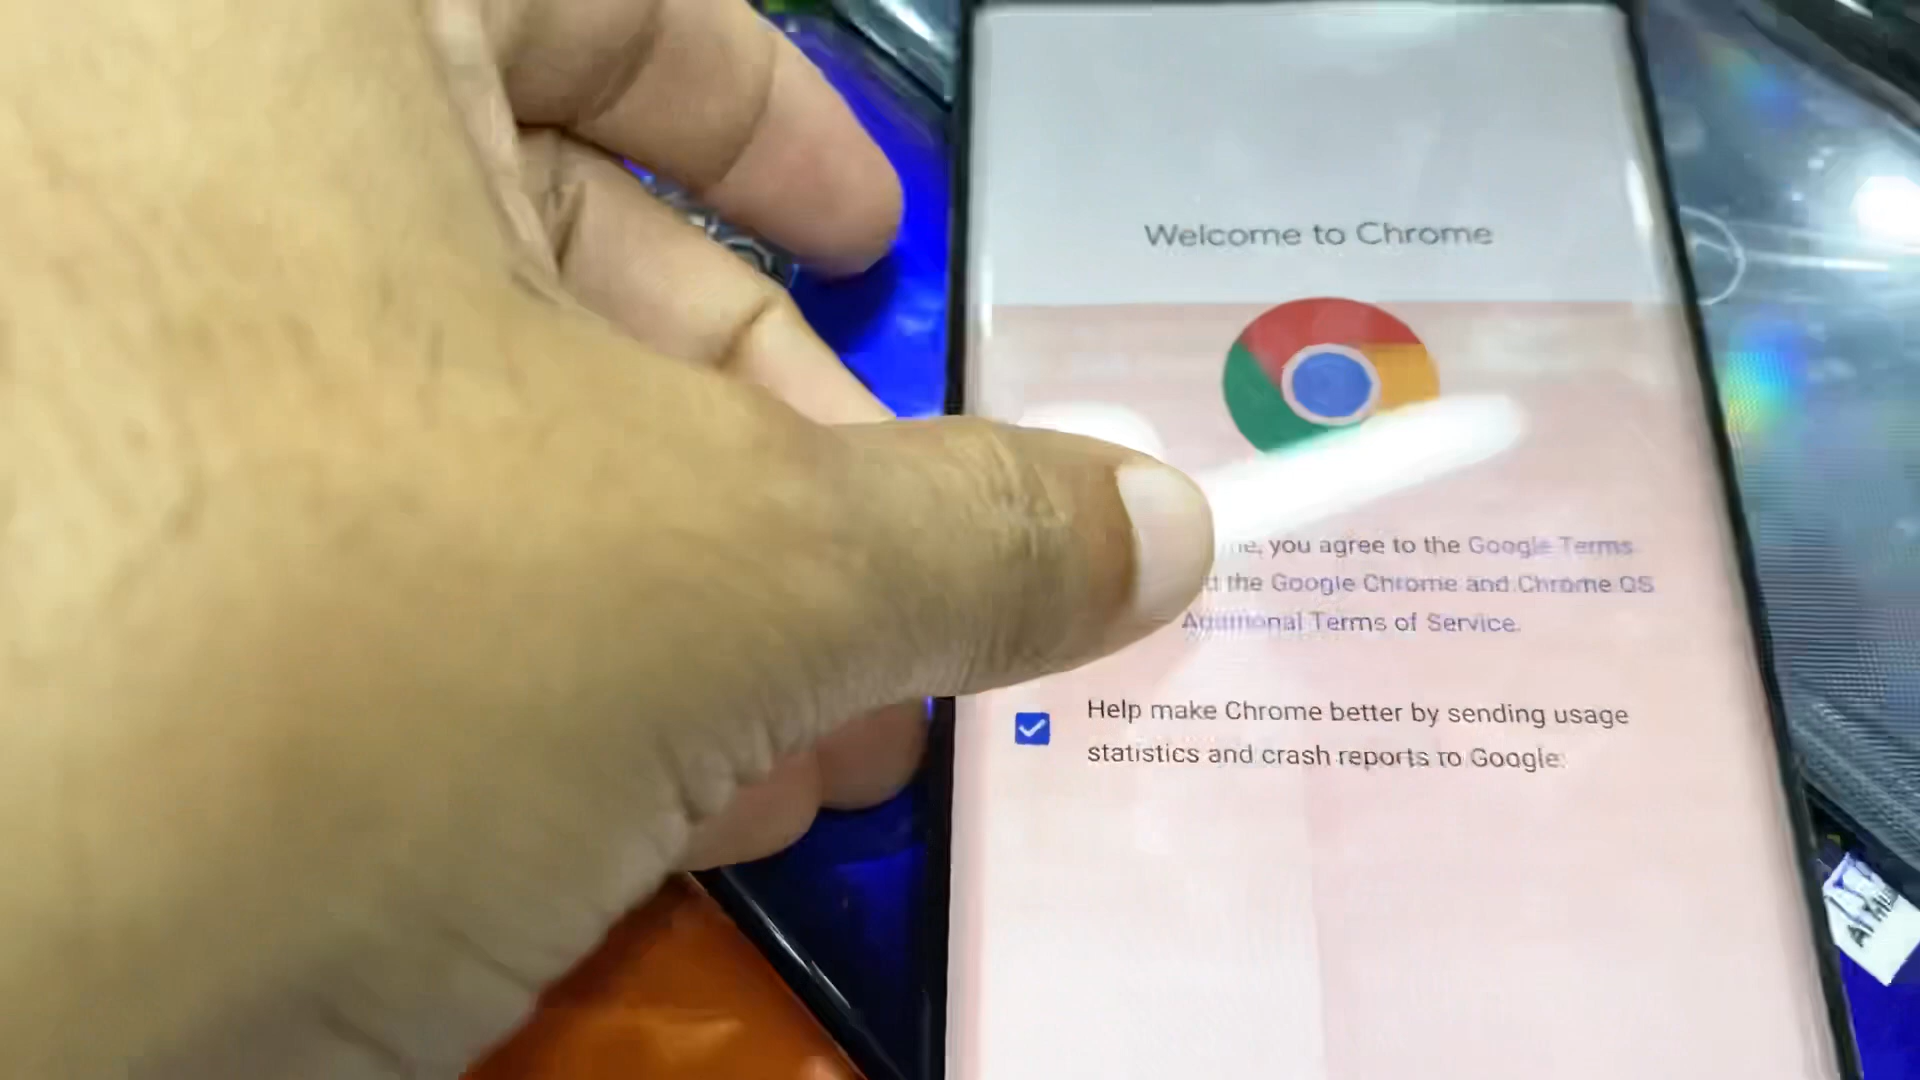 Welcome to Chrome
you agree to the Google Terms
the Google Chrome and Chrome OS
Additional Terms of Service.
Help make Chrome better by sending usage
statistics and crash reports to Google.